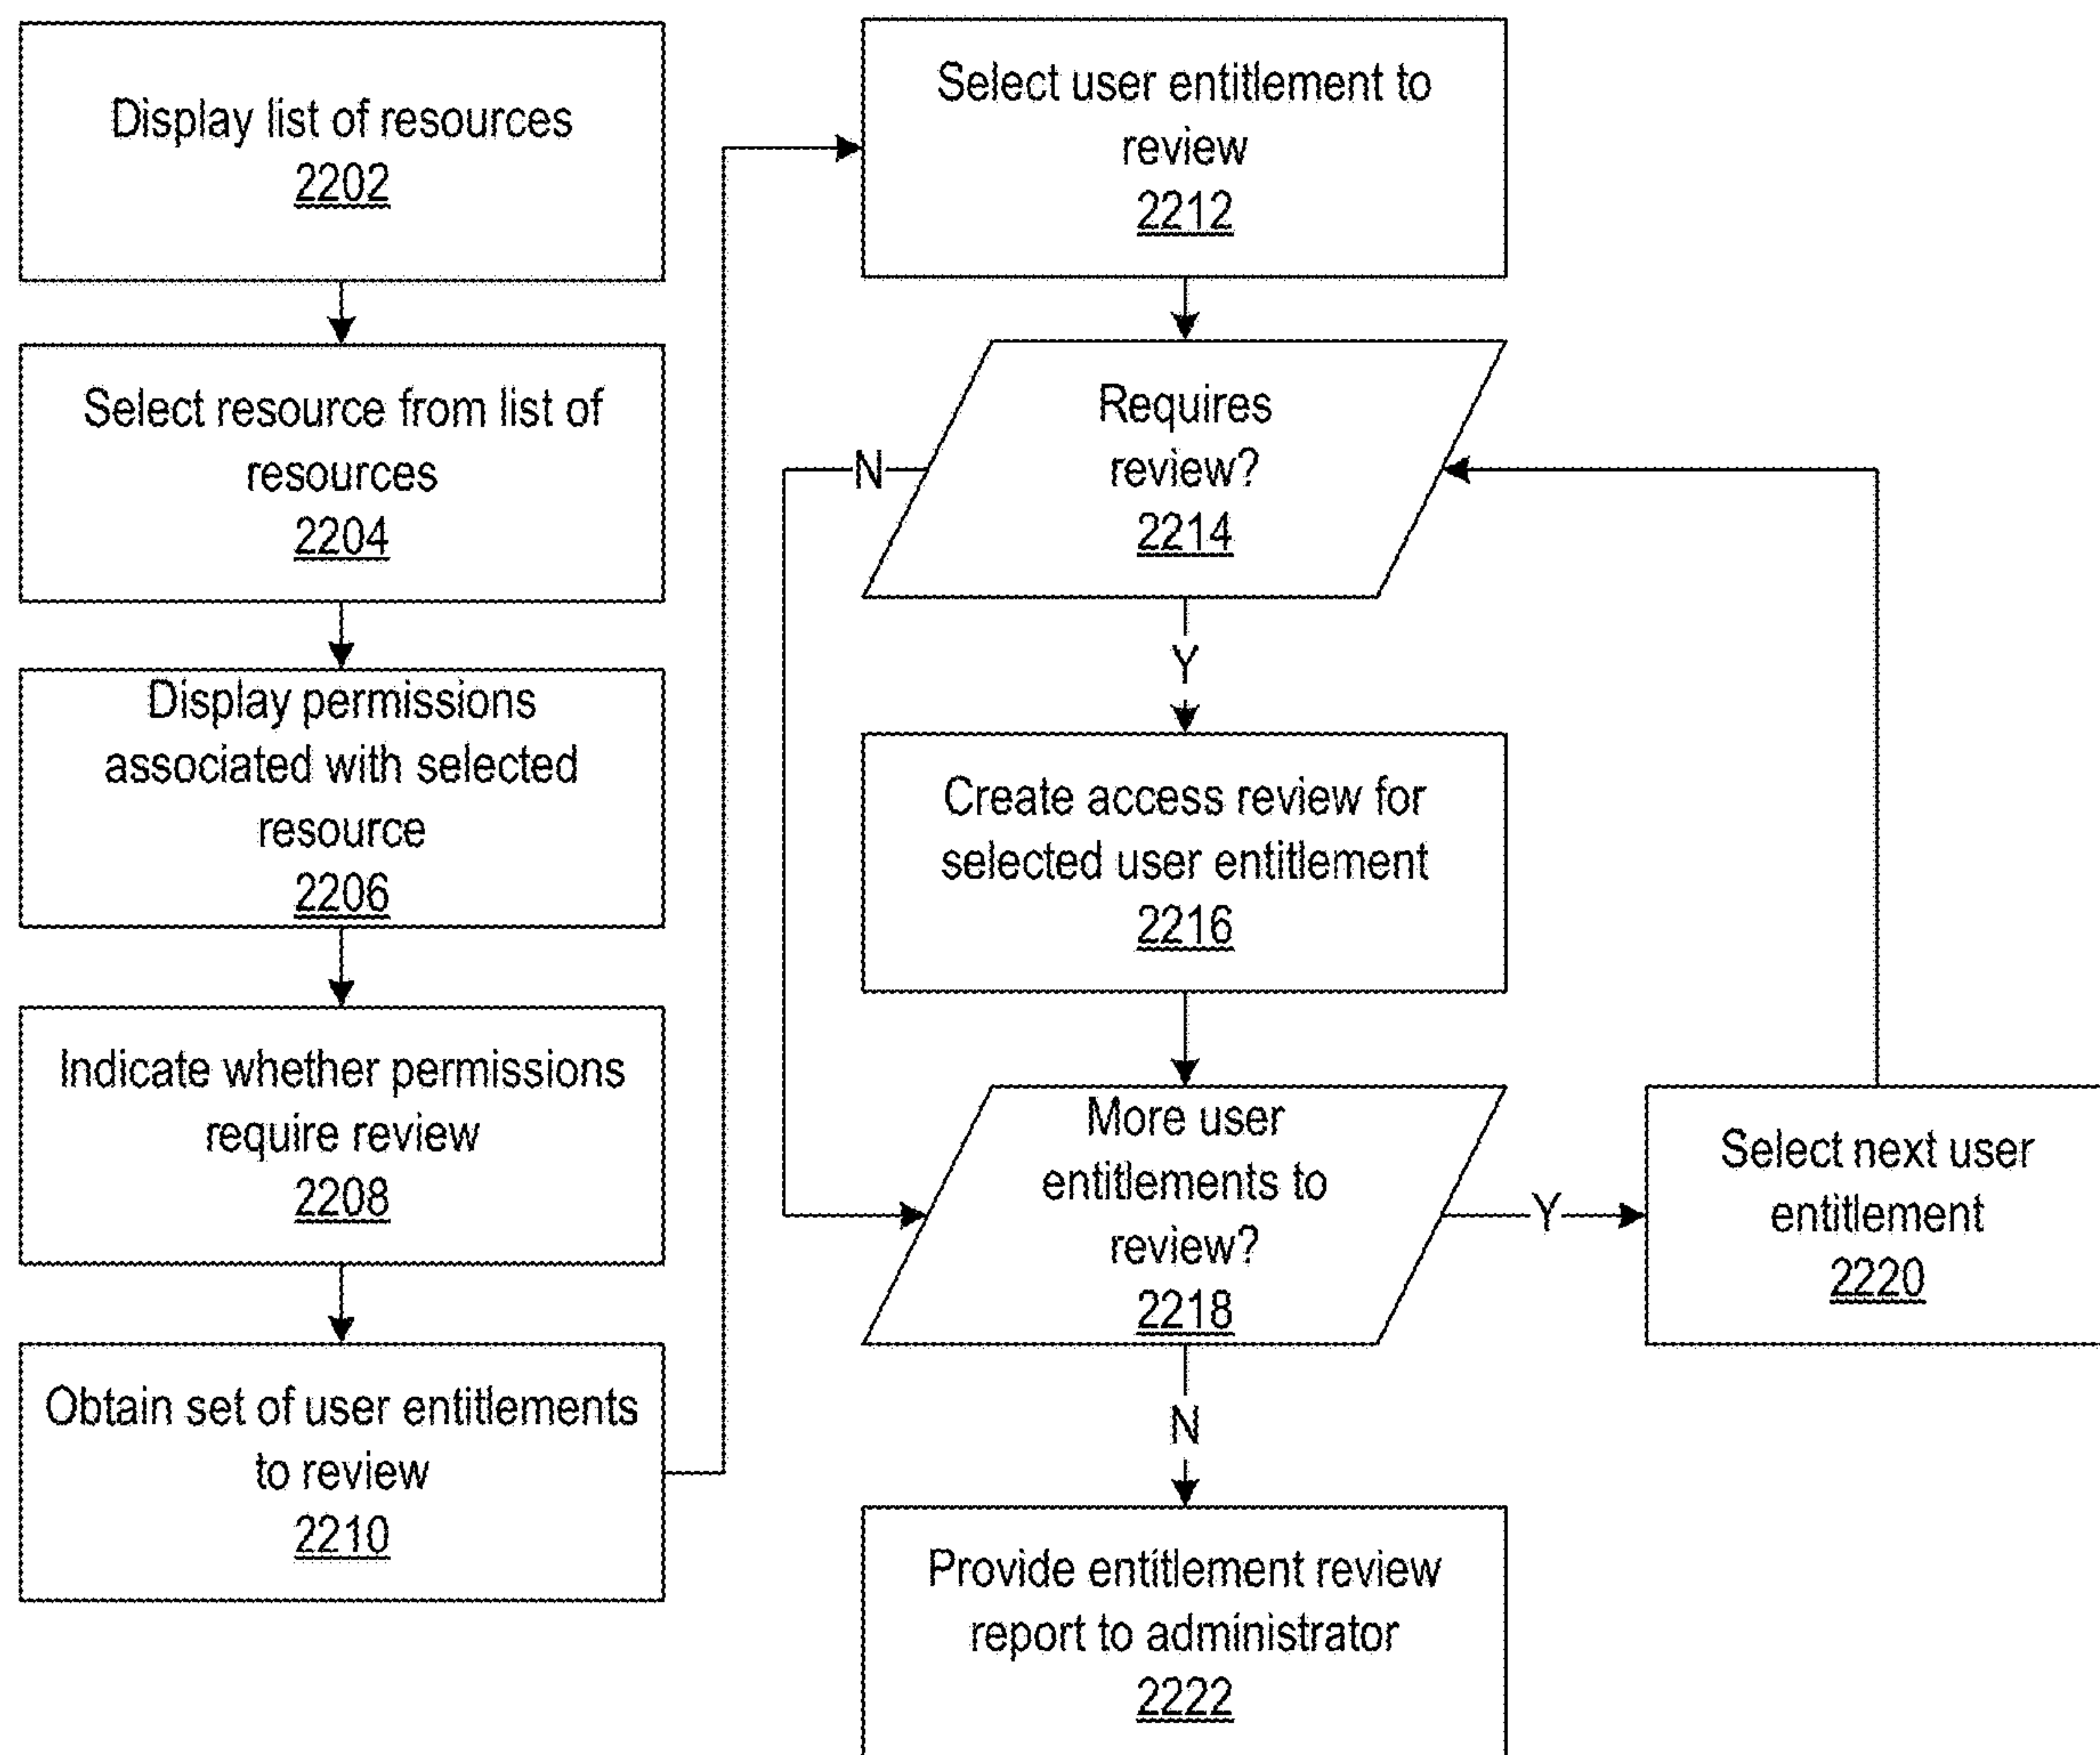 Display list of resources
2202
Select resource from list of
resources
2204
Display permissions
associated with selected
resource
2206
Indicate whether permissions
require review
2208
Obtain set of user entitlements
to review
2210
Select user entitlement to
review
2212
Requires
review?
2214
N
Y
Create access review for
selected user entitlement
2216
More user
entitlements to
review?
2218
Y
Select next user
entitlement
2220
N
Provide entitlement review
report to administrator
2222